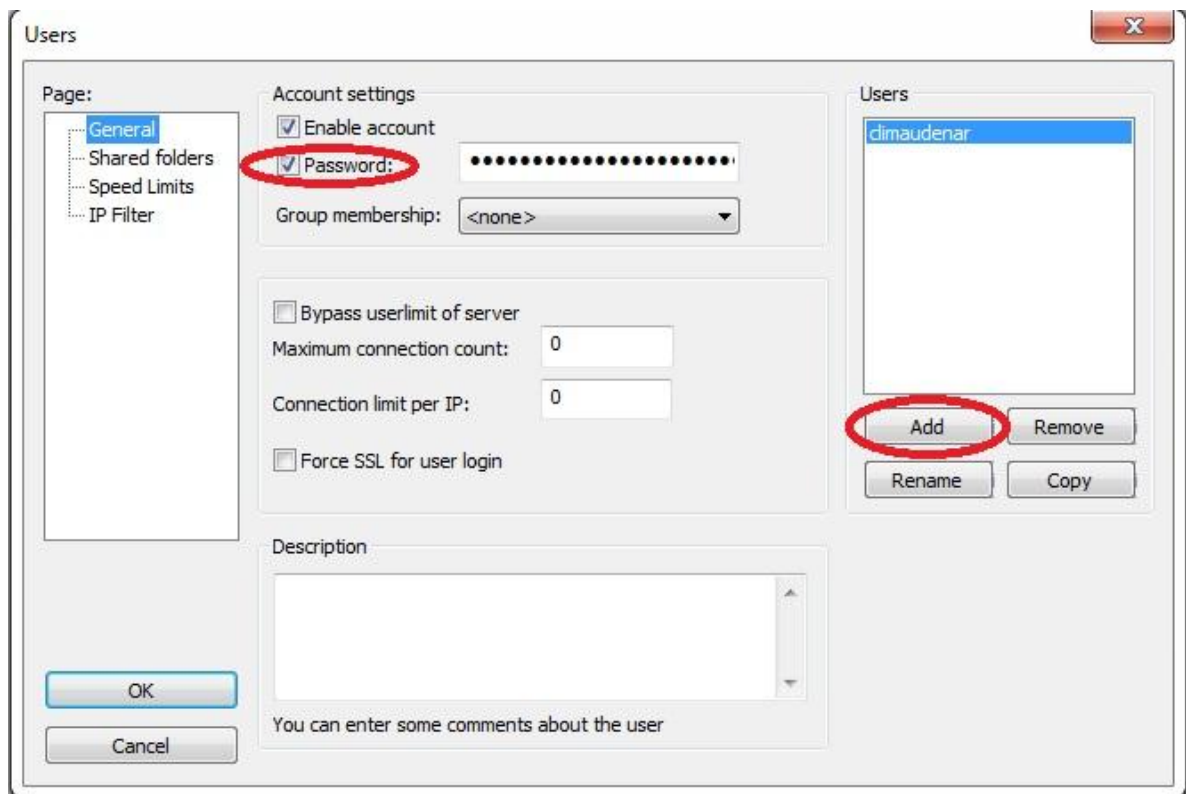 Users
Page:
General
Shared folders
Speed Limits
IP Filter
Account settings
Enable account
Password:
••••••••••••••••••••••
Group membership: <none>
Bypass userlimit of server
Maximum connection count: 0
Connection limit per IP: 0
Force SSL for user login
Description
You can enter some comments about the user
Users
climaudenar
Add Remove
Rename Copy
OK
Cancel